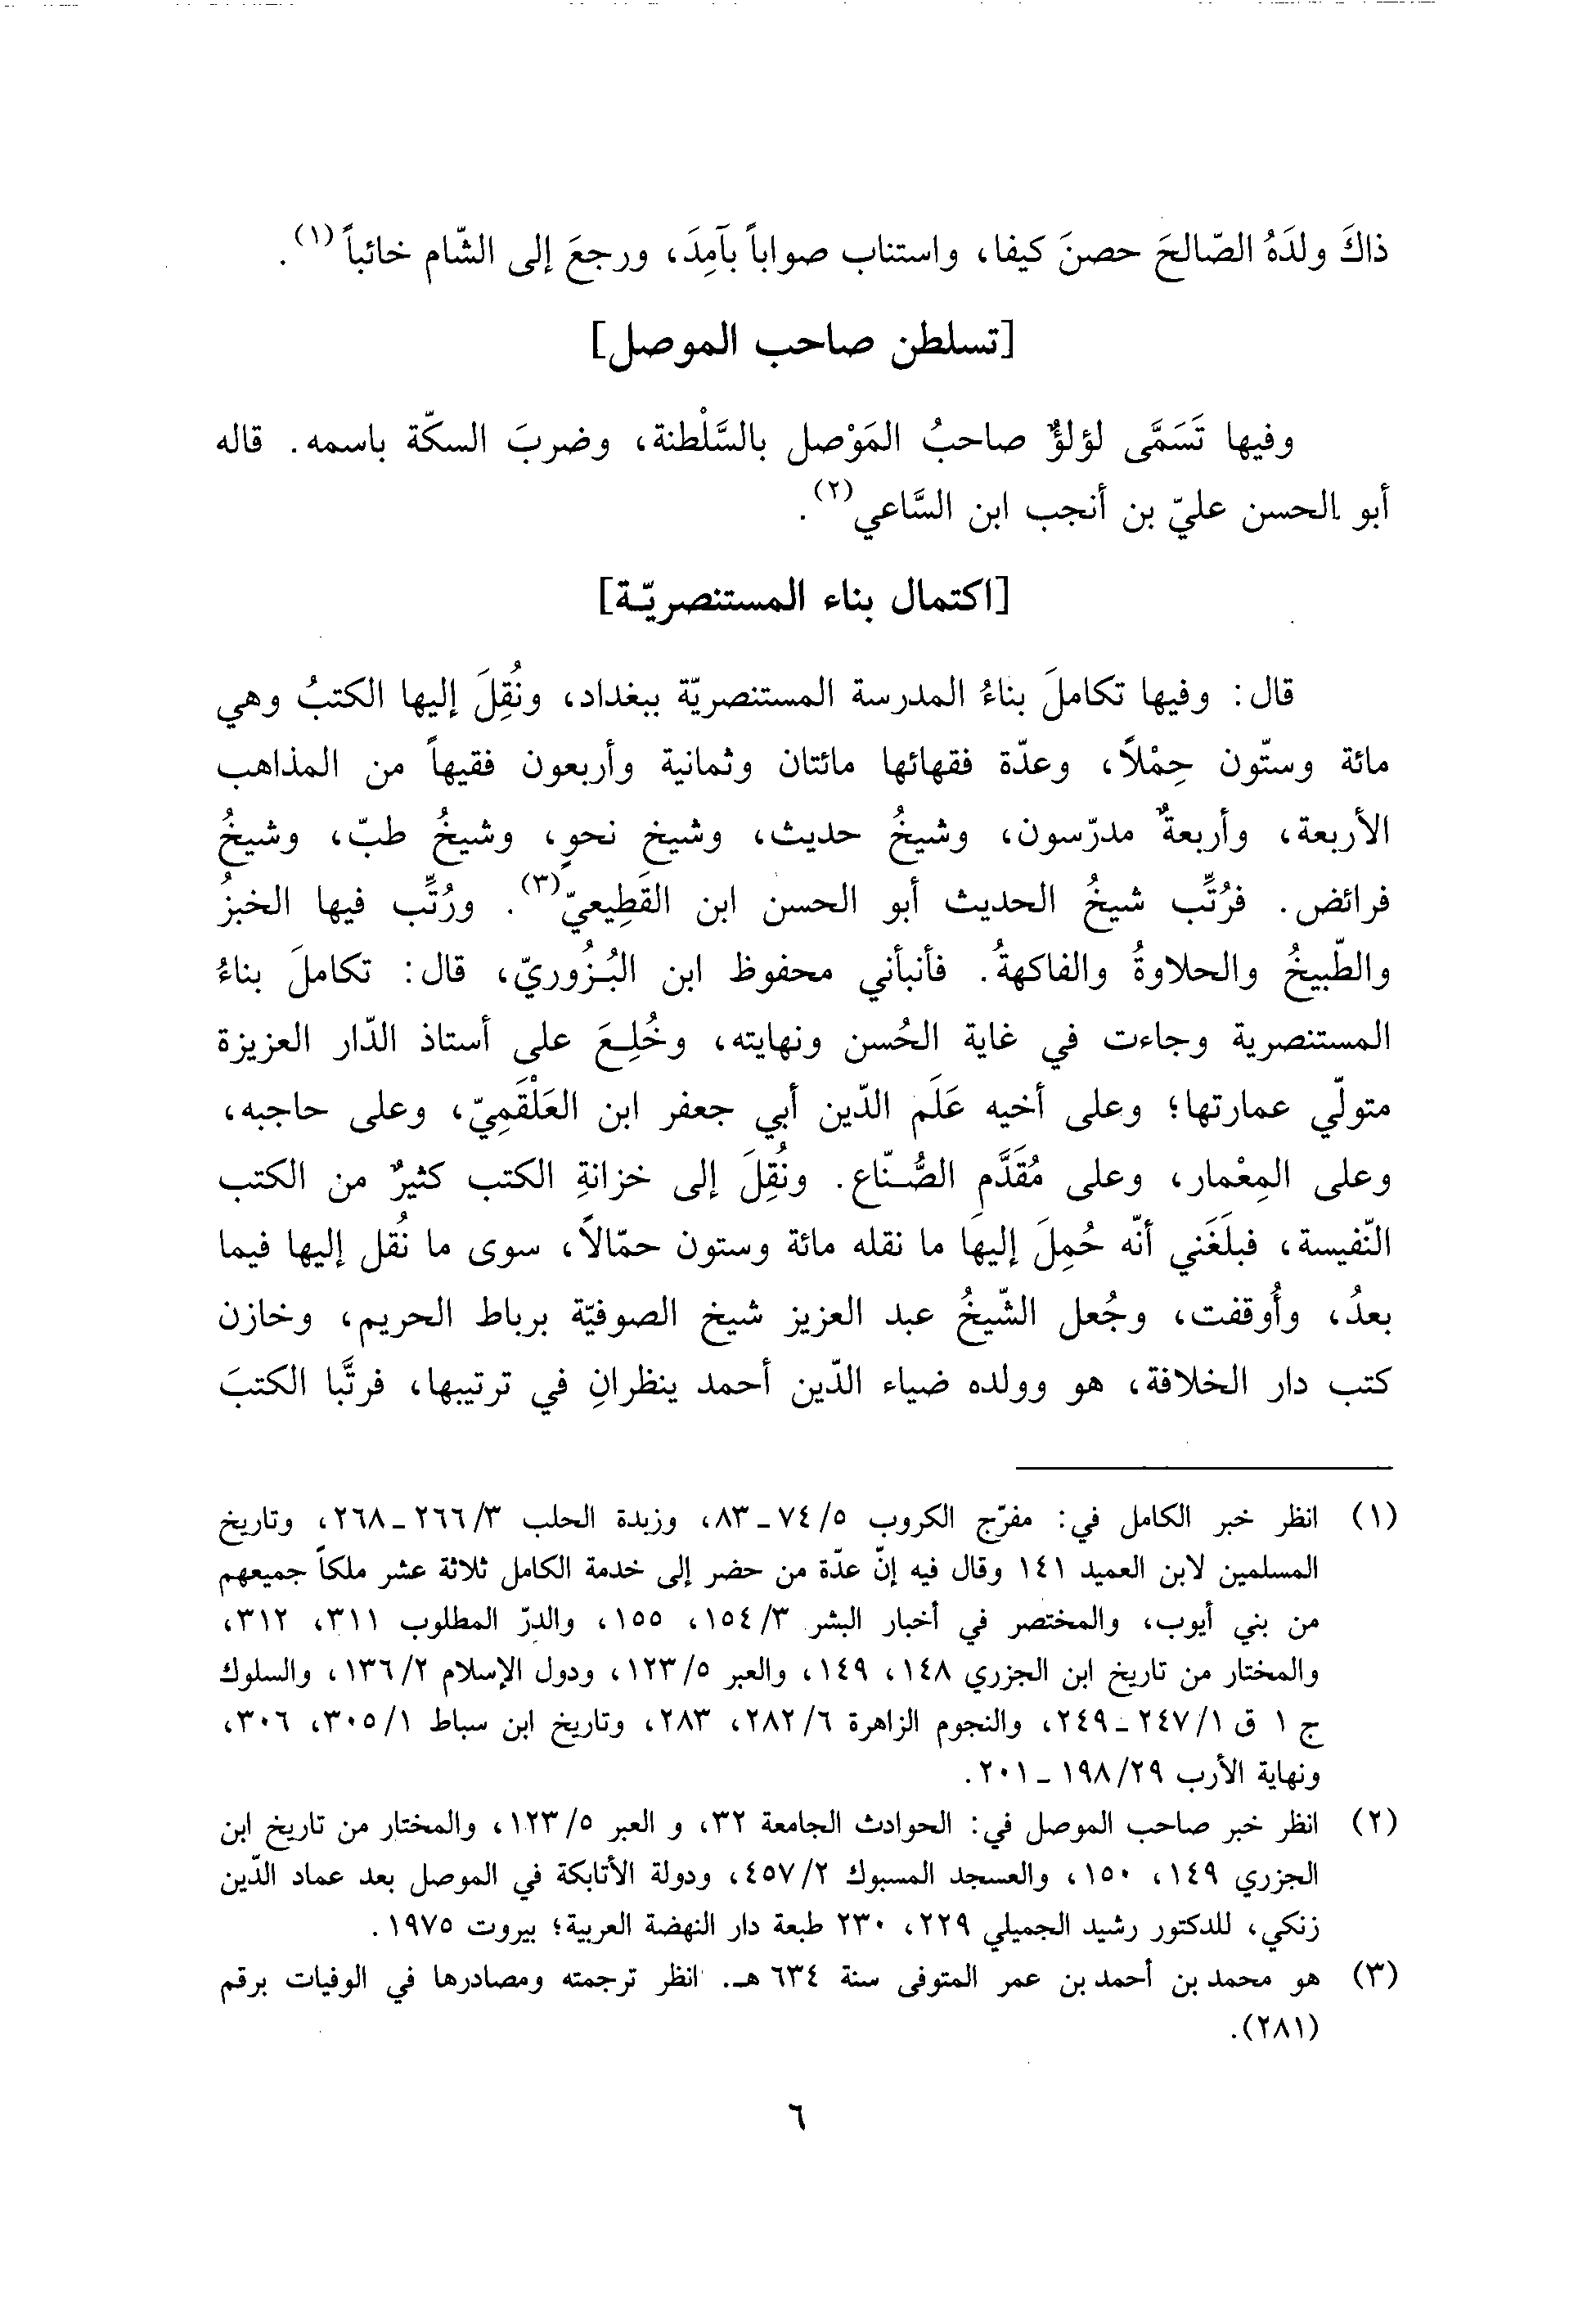 ذاكَ ولدَهُ الصّالحَ حصنَ كيفا، واستناب صواباً بآمِدَ، ورجعَ إلى الشّام خائباً(١).
[تسلطن صاحب الموصل]
وفيها تَسَمَّى لؤلؤٌ صاحبُ المَوْصل بالسَّلْطنة، وضربَ السكّة باسمه. قاله
أبو الحسن عليّ بن أنجب ابن السَّاعي(٢).
[اكتمال بناء المستنصريّة]
قال: وفيها تكاملَ بناءُ المدرسة المستنصريّة ببغداد، ونُقِلَ إليها الكتبُ وهي
مائة وستّون حِمْلاً، وعدّة فقهائها مائتان وثمانية وأربعون فقيهاً من المذاهب
الأربعة، وأربعةٌ مدرّسون، وشيخُ حديث، وشيخ نحوٍ، وشيخُ طبّ، وشيخُ
فرائض. فرُتِّب شيخُ الحديث أبو الحسن ابن القَطِيعيّ(٣). ورُتِّب فيها الخبزُ
والطّبيخُ والحلاوةُ والفاكهةُ. فأنبأني محفوظ ابن البُـزُوريّ، قال: تكاملَ بناءُ
المستنصرية وجاءت في غاية الحُسن ونهايته، وخُلِـعَ على أستاذ الدّار العزيزة
متولّي عمارتها؛ وعلى أخيه عَلَم الدّين أبي جعفر ابن العَلْقَمِيّ، وعلى حاجبه،
وعلى المِعْمار، وعلى مُقَدَّم الصُّـنّاع. ونُقِلَ إلى خزانةِ الكتب كثيرٌ من الكتب
النّفيسة، فبلَغَني أنّه حُمِلَ إليها ما نقله مائة وستون حمّالاً، سوى ما نُقل إليها فيما
بعدُ، وأُوقفت، وجُعل الشّيخُ عبد العزيز شيخ الصوفيّة برباط الحريم، وخازن
كتب دار الخلافة، هو وولده ضياء الدّين أحمد ينظرانِ في ترتيبها، فرتَّبا الكتبَ
(١) انظر خبر الكامل في: مفرّج الكروب ٥/ ٧٤ ـ ٨٣، وزبدة الحلب ٣/ ٢٦٦ ـ ٢٦٨، وتاريخ
المسلمين لابن العميد ١٤١ وقال فيه إنّ عدّة من حضر إلى خدمة الكامل ثلاثة عشر ملكاً جميعهم
من بني أيوب، والمختصر في أخبار البشر ٣/ ١٥٤، ١٥٥، والدرّ المطلوب ٣١١، ٣١٢،
والمختار من تاريخ ابن الجزري ١٤٨، ١٤٩، والعبر ٥/ ١٢٣، ودول الإسلام ٢/ ١٣٦، والسلوك
ج ١ ق ١/ ٢٤٧ ـ ٢٤٩، والنجوم الزاهرة ٦/ ٢٨٢، ٢٨٣، وتاريخ ابن سباط ١/ ٣٠٥، ٣٠٦،
ونهاية الأرب ٢٩/ ١٩٨ ـ ٢٠١.
(٢) انظر خبر صاحب الموصل في: الحوادث الجامعة ٣٢، و العبر ٥/ ١٢٣، والمختار من تاريخ ابن
الجزري ١٤٩، ١٥٠، والعسجد المسبوك ٢/ ٤٥٧، ودولة الأتابكة في الموصل بعد عماد الدّين
زنكي، للدكتور رشيد الجميلي ٢٢٩، ٢٣٠ طبعة دار النهضة العربية؛ بيروت ١٩٧٥.
(٣) هو محمد بن أحمد بن عمر المتوفى سنة ٦٣٤ هـ. انظر ترجمته ومصادرها في الوفيات برقم
(٢٨١).
٦